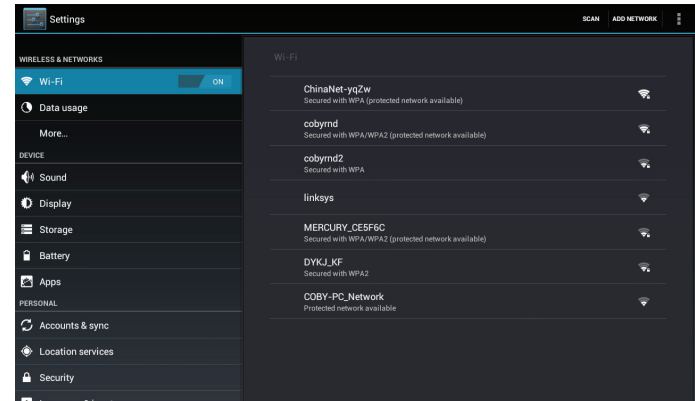 Settings
SCAN
ADD NETWORK
WIRELESS & NETWORKS
Wi-Fi
ON
Data usage
More...
DEVICE
Sound
Display
Storage
Battery
Apps
PERSONAL
Accounts & sync
Location services
Security
Wi-Fi
ChinaNet-yqZw
Secured with WPA (protected network available)
cobyrnd
Secured with WPA/WPA2 (protected network available)
cobyrnd2
Secured with WPA
linksys
MERCURY_CE5F6C
Secured with WPA/WPA2 (protected network available)
DYKJ_KF
Secured with WPA2
COBY-PC_Network
Protected network available